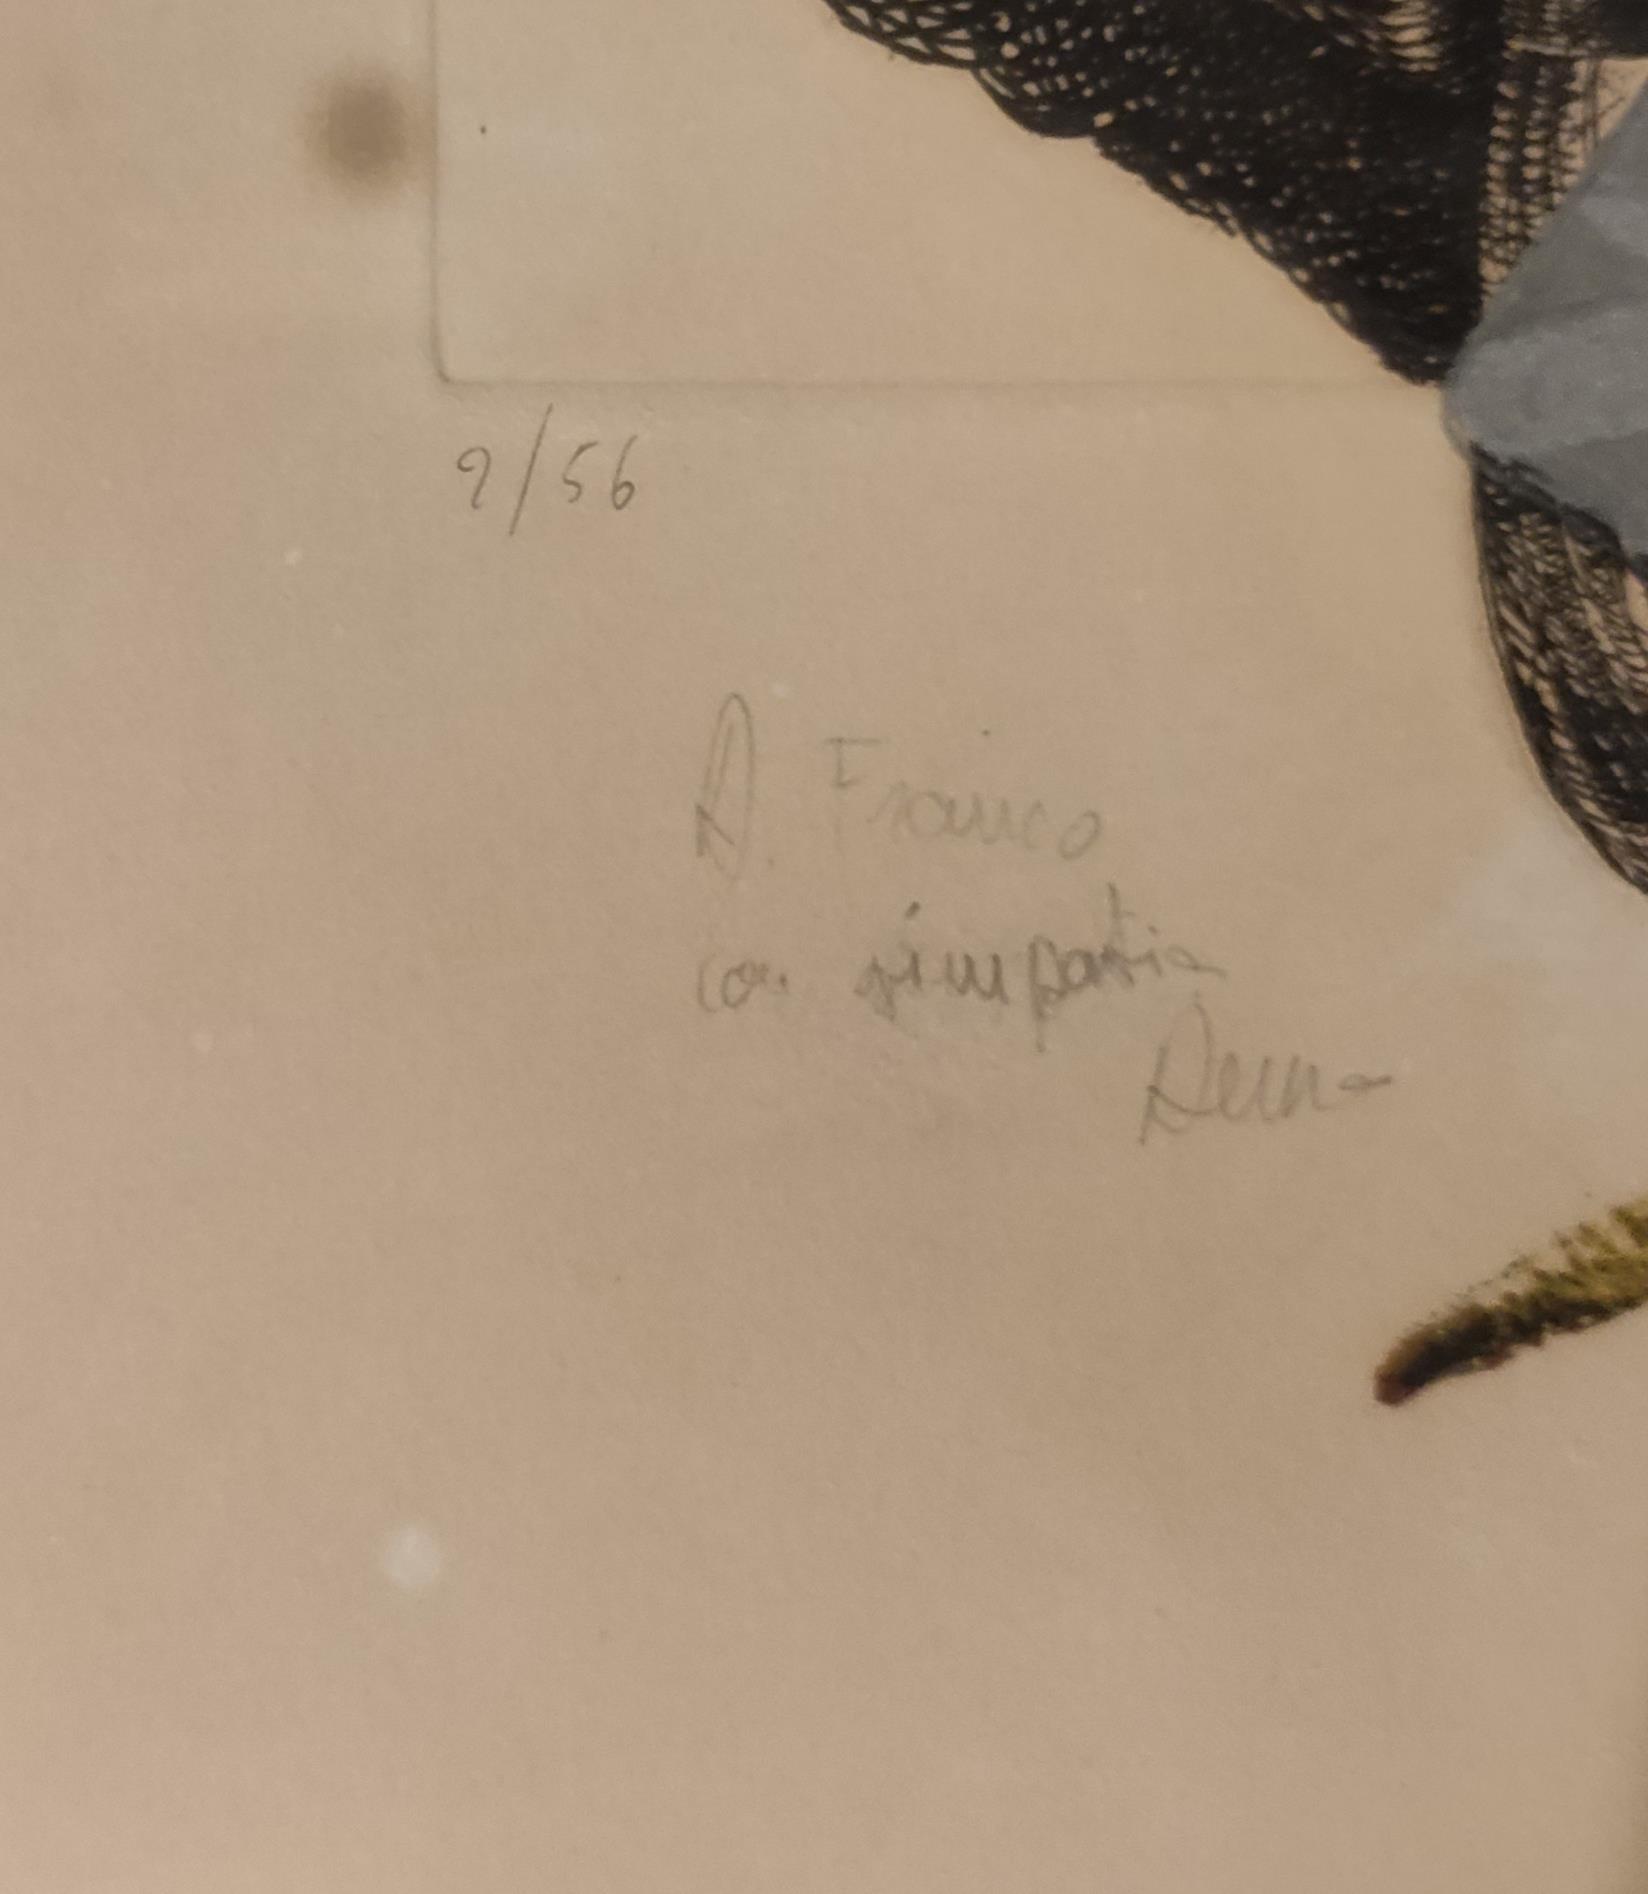 9/56
A Franco
con simpatia